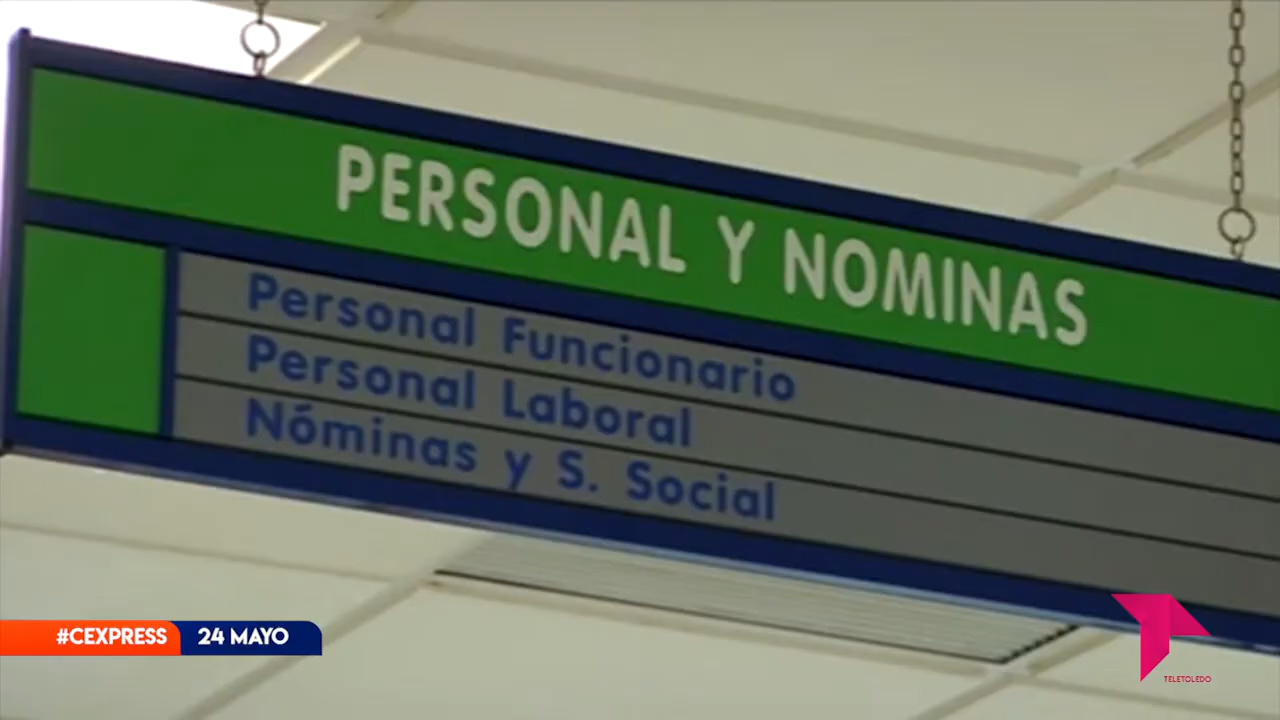 PERSONAL Y NOMINAS
Personal Funcionario
Personal Laboral
Nóminas y S. Social
#CEXPRESS 24 MAYO
TELETOLEDO